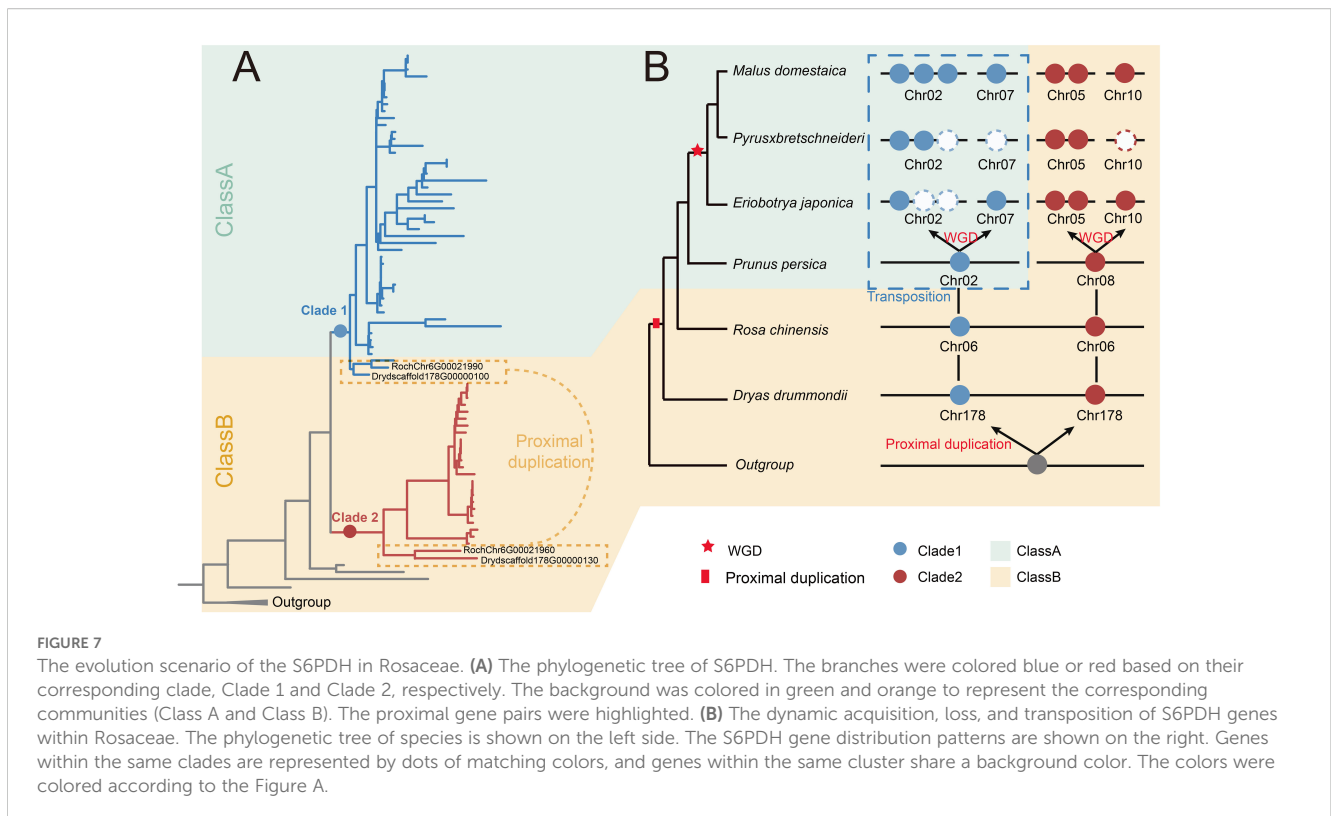 A
ClassA
Clade 1
RochChr6G00021990
Drydscaffold178G00000100
ClassB
Proximal
duplication
Clade 2
RochChr6G00021960
Drydscaffold178G00000130
Outgroup
B
Malus domestaica
Chr02
Chr07
Chr05
Chr10
Pyrusxbretschneideri
Chr02
Chr07
Chr05
Chr10
Eriobotrya japonica
Chr02
Chr07
Chr05
Chr10
WGD
WGD
Prunus persica
Chr02
Chr08
Transposition
Rosa chinensis
Chr06
Chr06
Dryas drummondii
Chr178
Chr178
Proximal duplication
Outgroup
WGD
Clade1
ClassA
Proximal duplication
Clade2
ClassB
FIGURE 7
The evolution scenario of the S6PDH in Rosaceae. (A) The phylogenetic tree of S6PDH. The branches were colored blue or red based on their
corresponding clade, Clade 1 and Clade 2, respectively. The background was colored in green and orange to represent the corresponding
communities (Class A and Class B). The proximal gene pairs were highlighted. (B) The dynamic acquisition, loss, and transposition of S6PDH genes
within Rosaceae. The phylogenetic tree of species is shown on the left side. The S6PDH gene distribution patterns are shown on the right. Genes
within the same clades are represented by dots of matching colors, and genes within the same cluster share a background color. The colors were
colored according to the Figure A.